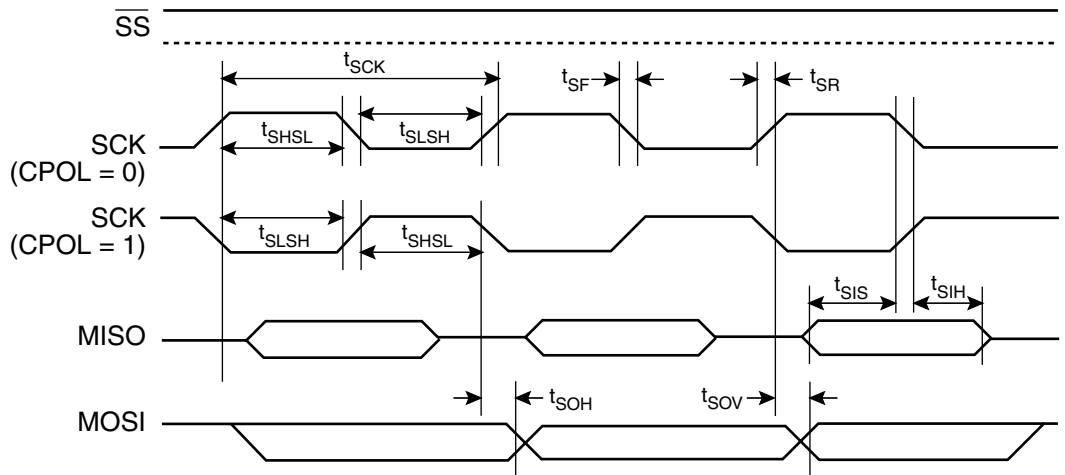 SS
tSCK
tSF
tSR
SCK
(CPOL = 0)
tSHSL
tSLSH
SCK
(CPOL = 1)
tSLSH
tSHSL
tSIS
tSIH
MISO
tSOH
tSOV
MOSI